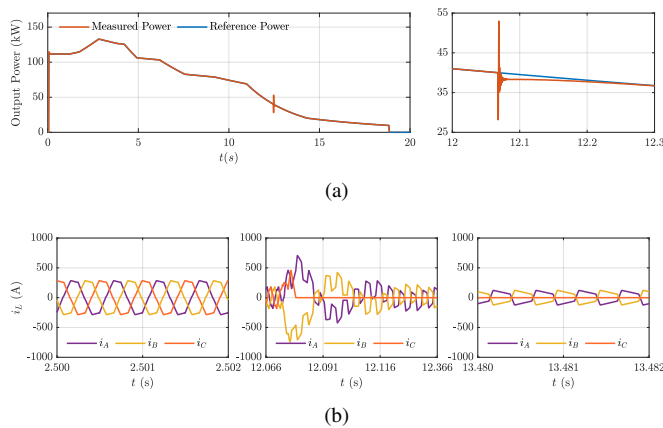 Measured Power
Reference Power
Output Power (kW)
150
100
50
0
0
5
10
15
20
t(s)
55
45
35
25
12
12.1
12.2
12.3
(a)
i_L (A)
1000
500
0
-500
-1000
i_A
i_B
i_C
2.500
2.501
2.502
t (s)
1000
500
0
-500
-1000
i_A
i_B
i_C
12.066
12.091
12.116
12.366
t (s)
1000
500
0
-500
-1000
i_A
i_B
i_C
13.480
13.481
13.482
t (s)
(b)